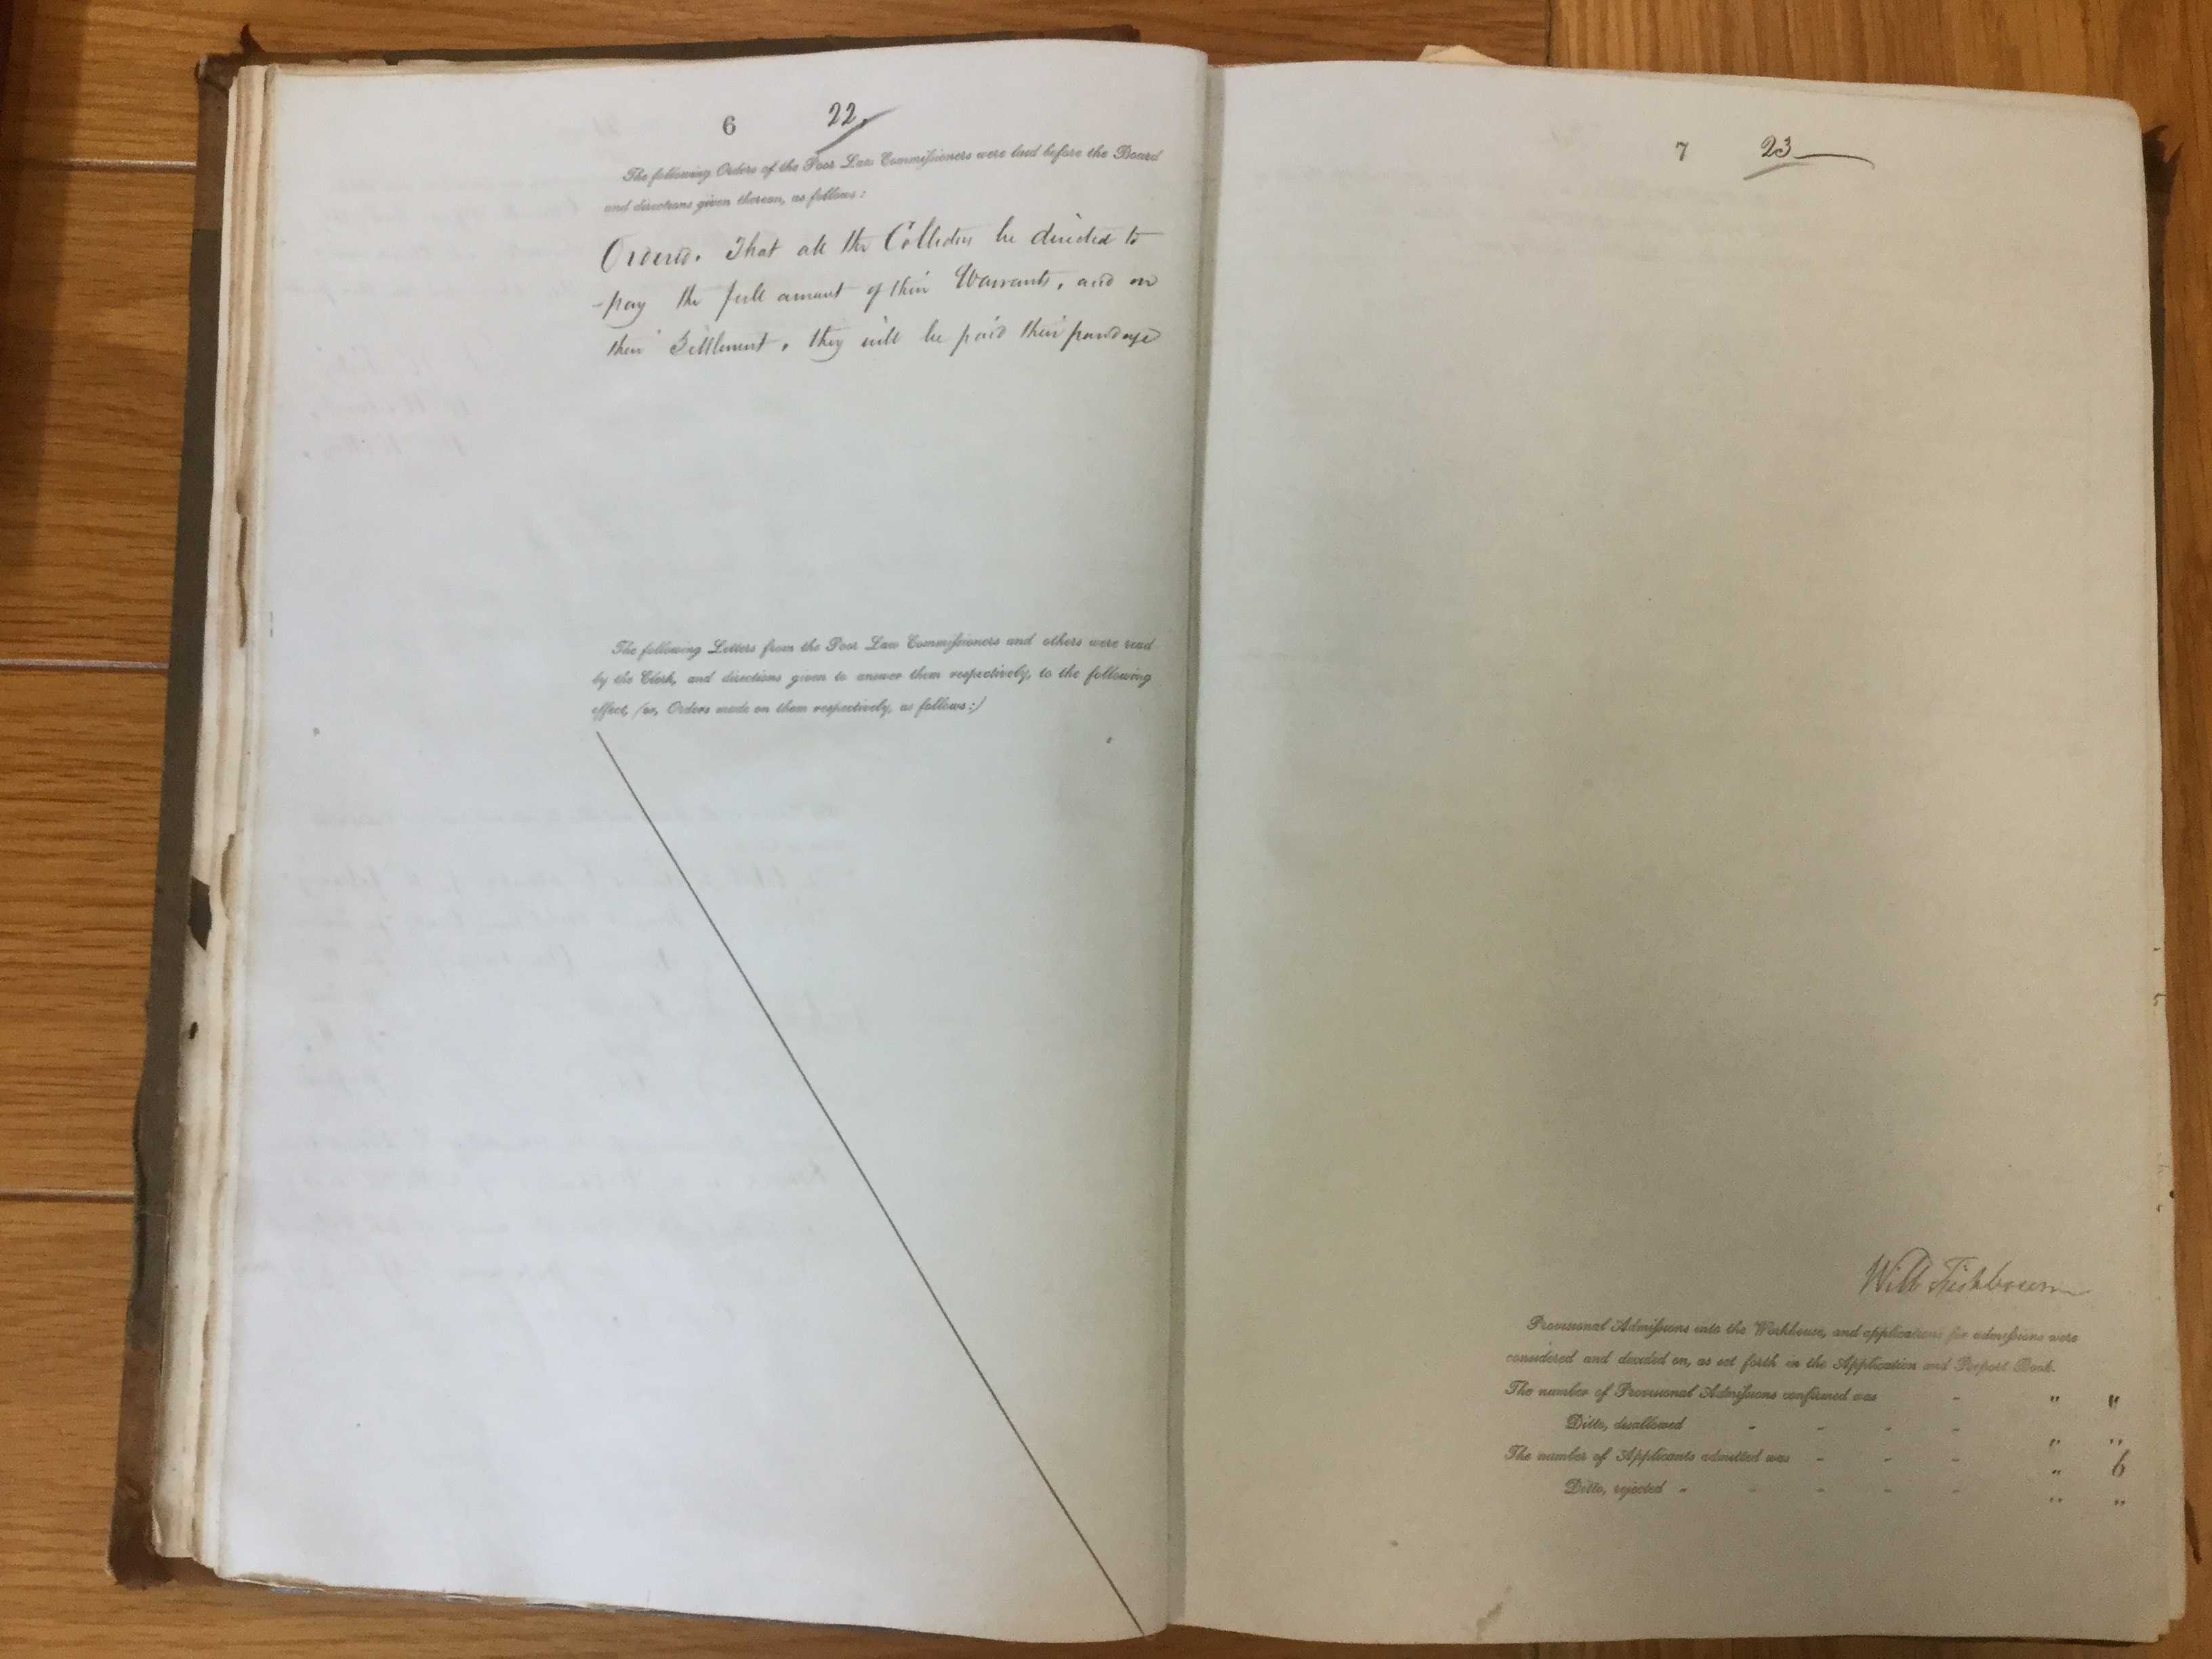 6 22.
The following Orders of the Poor Law Commissioners were laid before the Board
and directions given thereon, as follows:
Ordered. That all the Collectors be directed to
pay the full amount of their Warrants, and on
their Settlement, they will be paid their poundage
The following Letters from the Poor Law Commissioners and others were read
by the Clerk, and directions given to answer them respectively, to the following
effect, (or, Orders made on them respectively, as follows:)
7 23
Will Fishbourne
Provisional Admissions into the Workhouse, and applications for admissions were
considered and decided on, as set forth in the Application and Report Book.
The number of Provisional Admissions confirmed was - " "
Ditto, disallowed - - - - " "
The number of Applicants admitted was - - - " 6
Ditto, rejected - - - - - " "